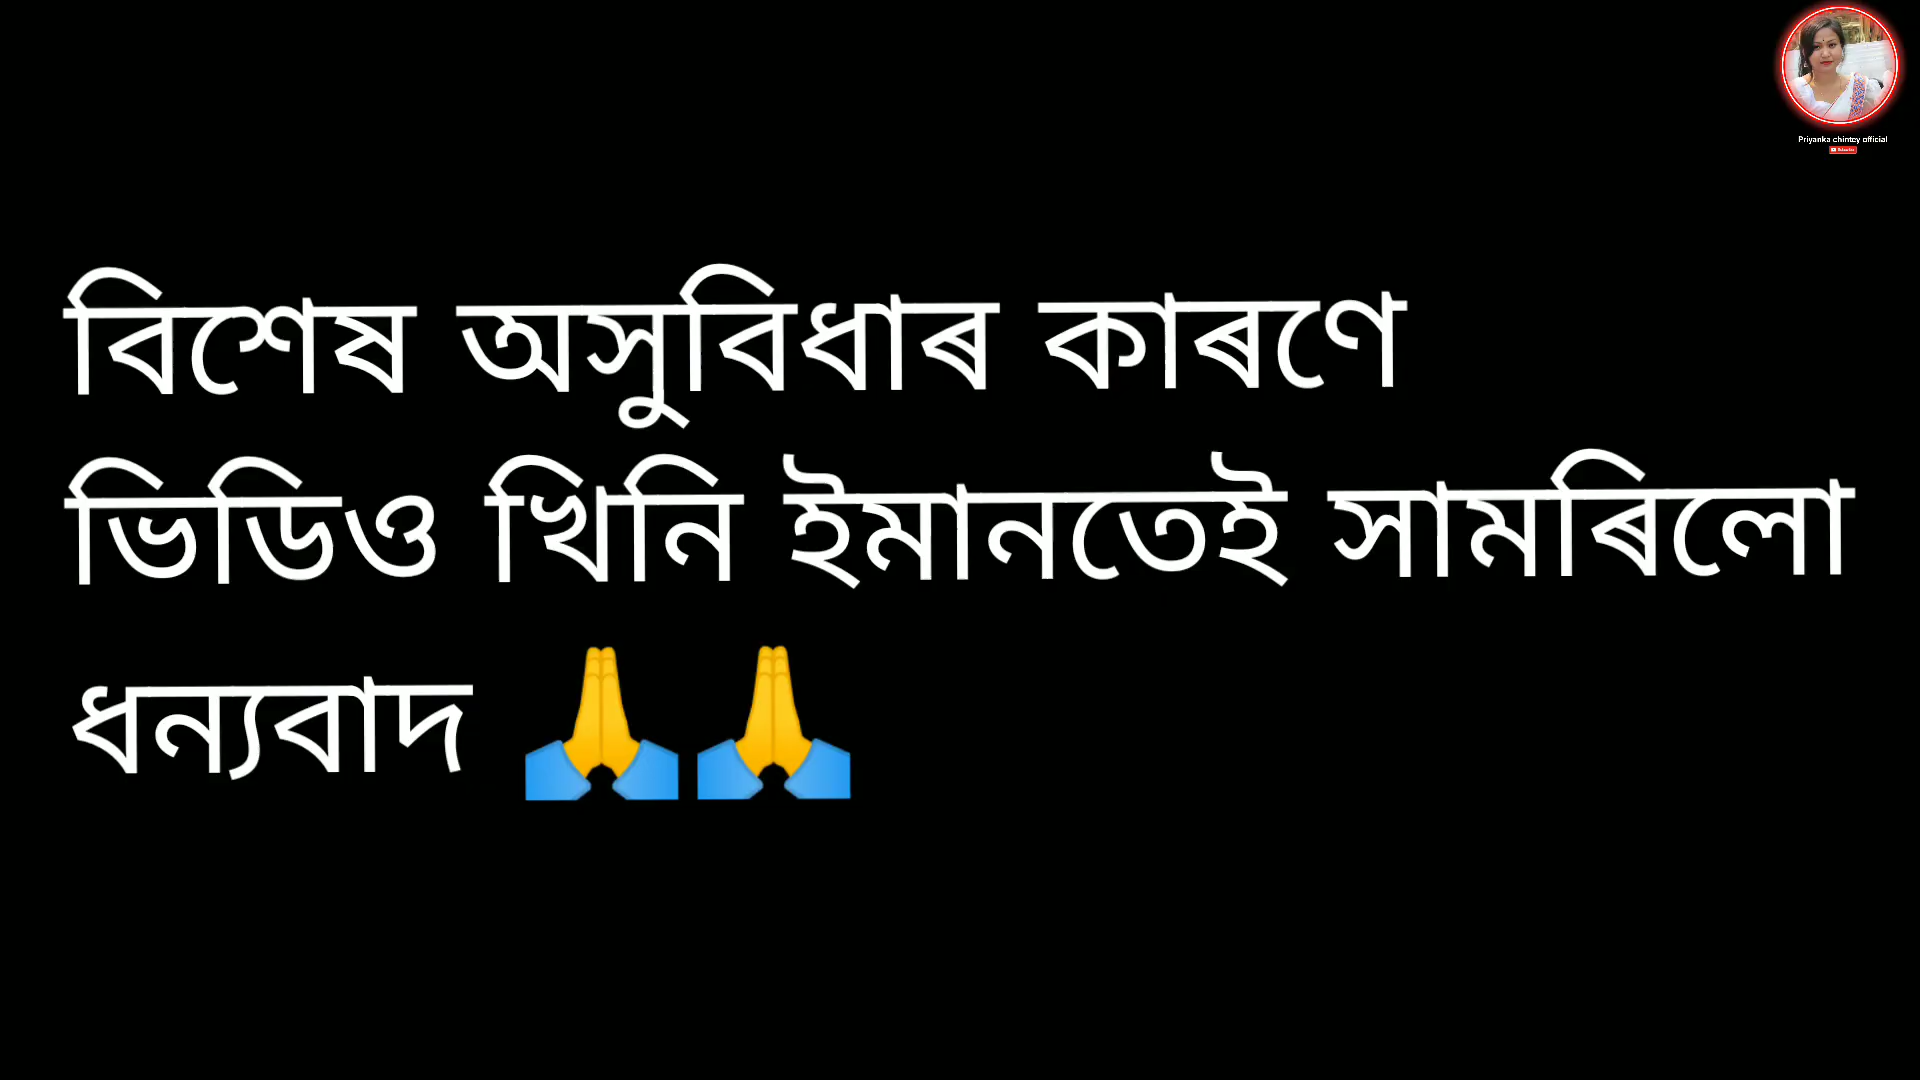 Priyanka chintey official
বিশেষ অসুবিধাৰ কাৰণে
ভিডিও খিনি ইমানতেই সামৰিলো
ধন্যবাদ 🙏🙏